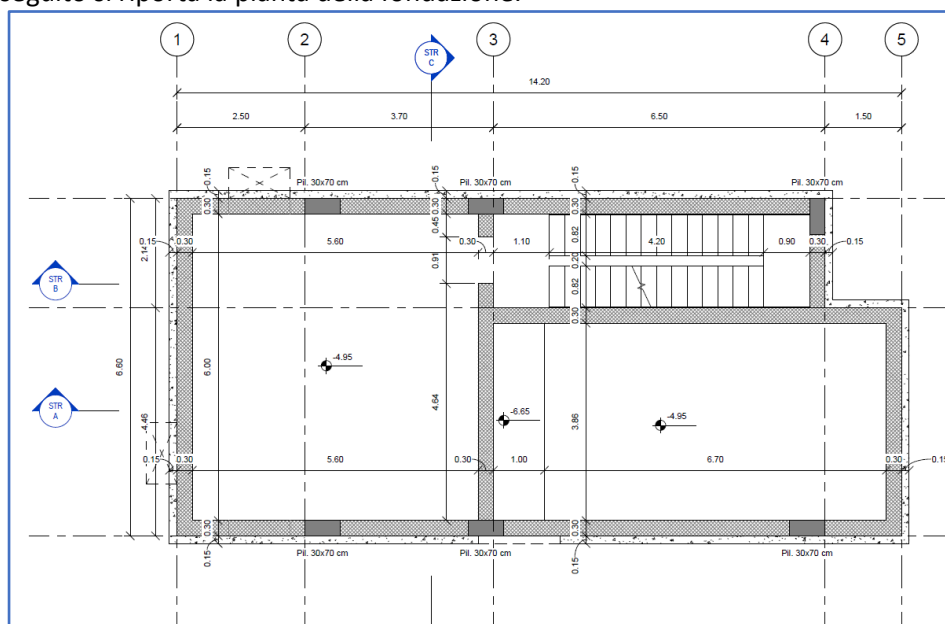 seguito si riporta la pianta della fondazione.
1 2 3 4 5
STR
C
14.20
2.50 3.70 6.50 1.50
0.15 0.15 0.15
Pil. 30x70 cm Pil. 30x70 cm Pil. 30x70 cm
0.30 0.30 0.30
0.45 0.82
0.15 0.30 5.60 0.30 1.10 4.20 0.90 0.30 0.15
2.14 0.91 0.20
STR
B
0.82
0.30
6.60 6.00 -4.95
STR
A
4.46 4.64 -6.65 3.86 -4.95
0.15 0.30 5.60 0.30 1.00 6.70 0.30 0.15
0.30 0.30 0.30
Pil. 30x70 cm Pil. 30x70 cm Pil. 30x70 cm
0.15 0.15